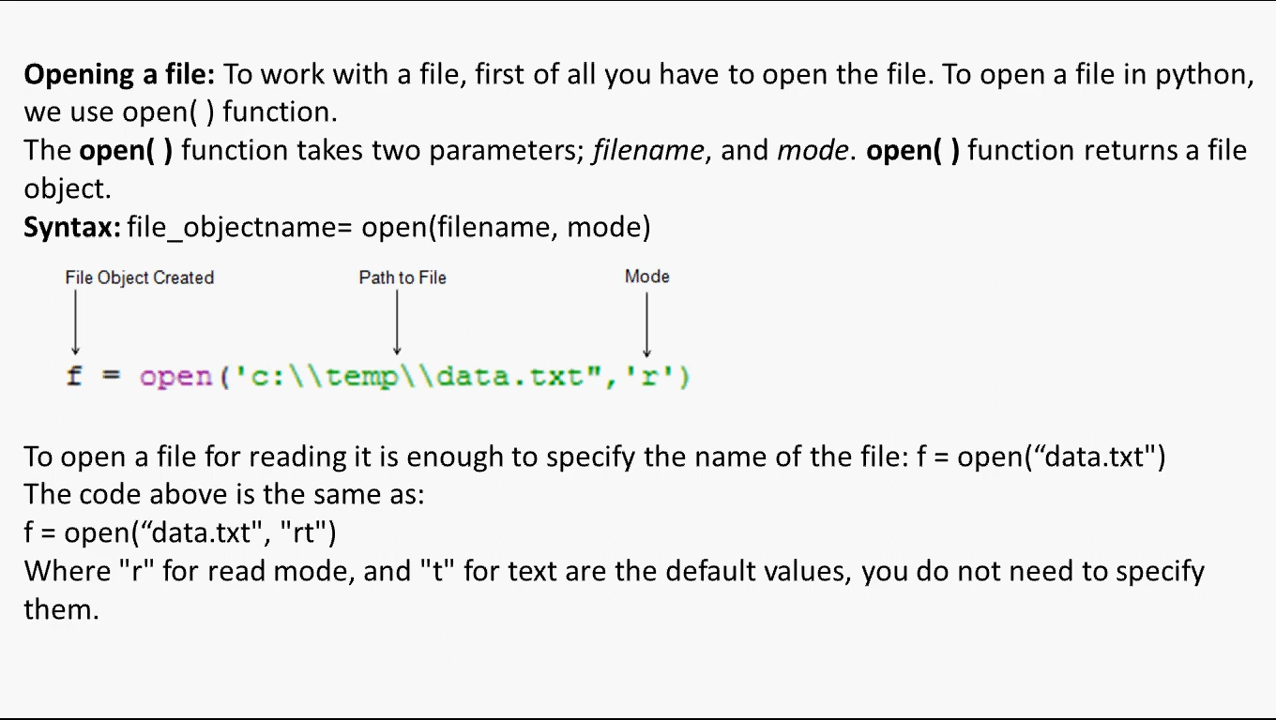 Opening a file: To work with a file, first of all you have to open the file. To open a file in python,
we use open( ) function.
The open( ) function takes two parameters; filename, and mode. open( ) function returns a file
object.
Syntax: file_objectname= open(filename, mode)
File Object Created Path to File Mode
f = open('c:\\temp\\data.txt",'r')
To open a file for reading it is enough to specify the name of the file: f = open(“data.txt")
The code above is the same as:
f = open(“data.txt", "rt")
Where "r" for read mode, and "t" for text are the default values, you do not need to specify
them.